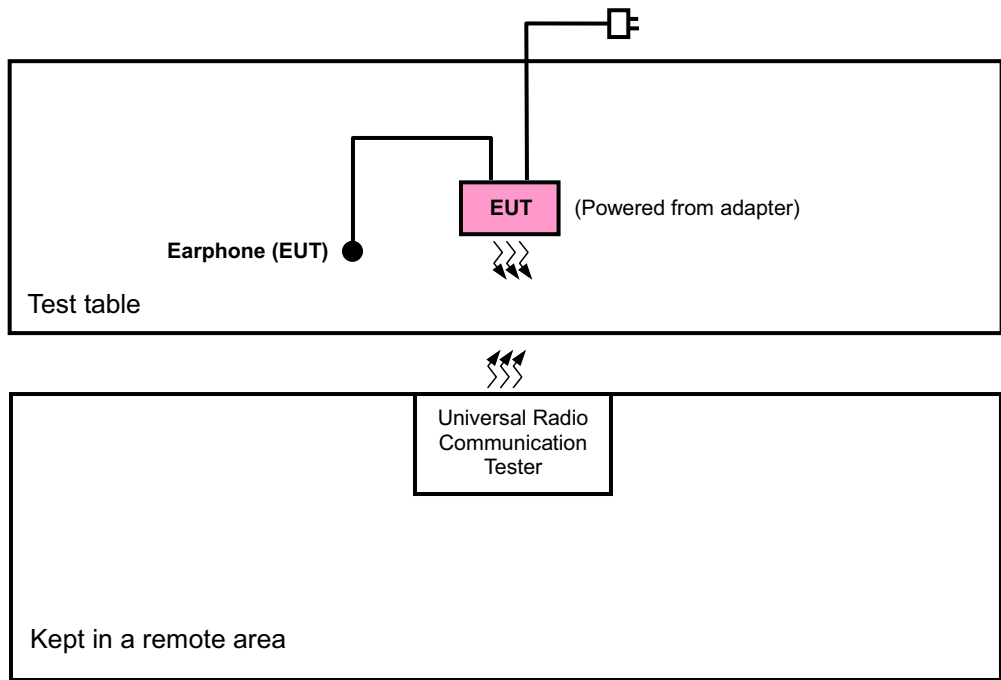 EUT
(Powered from adapter)
Earphone (EUT)
Test table
Universal Radio
Communication
Tester
Kept in a remote area